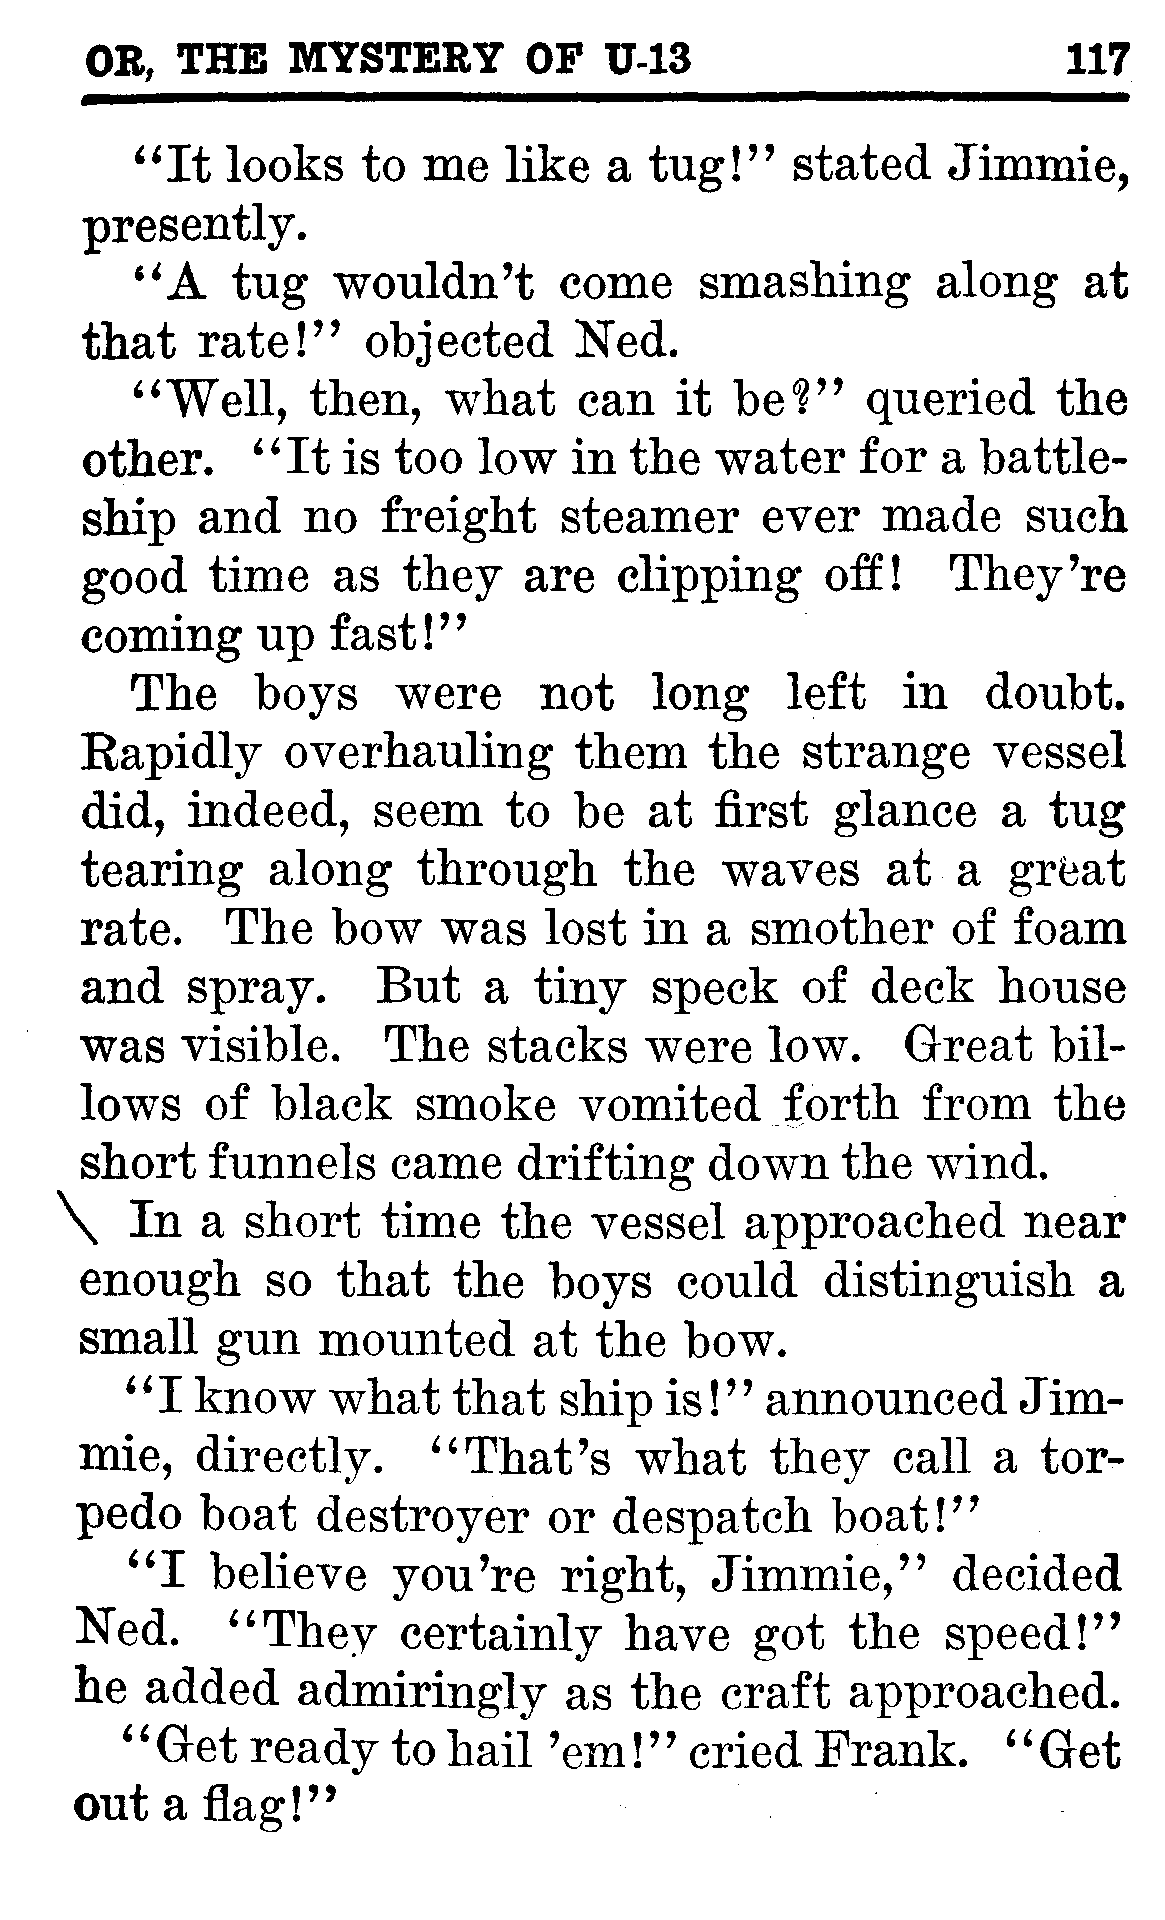 OR, THE MYSTERY OF U-13 117
“It looks to me like a tug!” stated Jimmie,
presently.
“A tug wouldn’t come smashing along at
that rate!” objected Ned.
“Well, then, what can it be?” queried the
other. “It is too low in the water for a battle-
ship and no freight steamer ever made such
good time as they are clipping off! They’re
coming up fast!”
The boys were not long left in doubt.
Rapidly overhauling them the strange vessel
did, indeed, seem to be at first glance a tug
tearing along through the waves at a great
rate. The bow was lost in a smother of foam
and spray. But a tiny speck of deck house
was visible. The stacks were low. Great bil-
lows of black smoke vomited forth from the
short funnels came drifting down the wind.
In a short time the vessel approached near
enough so that the boys could distinguish a
small gun mounted at the bow.
“I know what that ship is!” announced Jim-
mie, directly. “That’s what they call a tor-
pedo boat destroyer or despatch boat!”
“I believe you’re right, Jimmie,” decided
Ned. “They certainly have got the speed!”
he added admiringly as the craft approached.
“Get ready to hail ’em!” cried Frank. “Get
out a flag!”